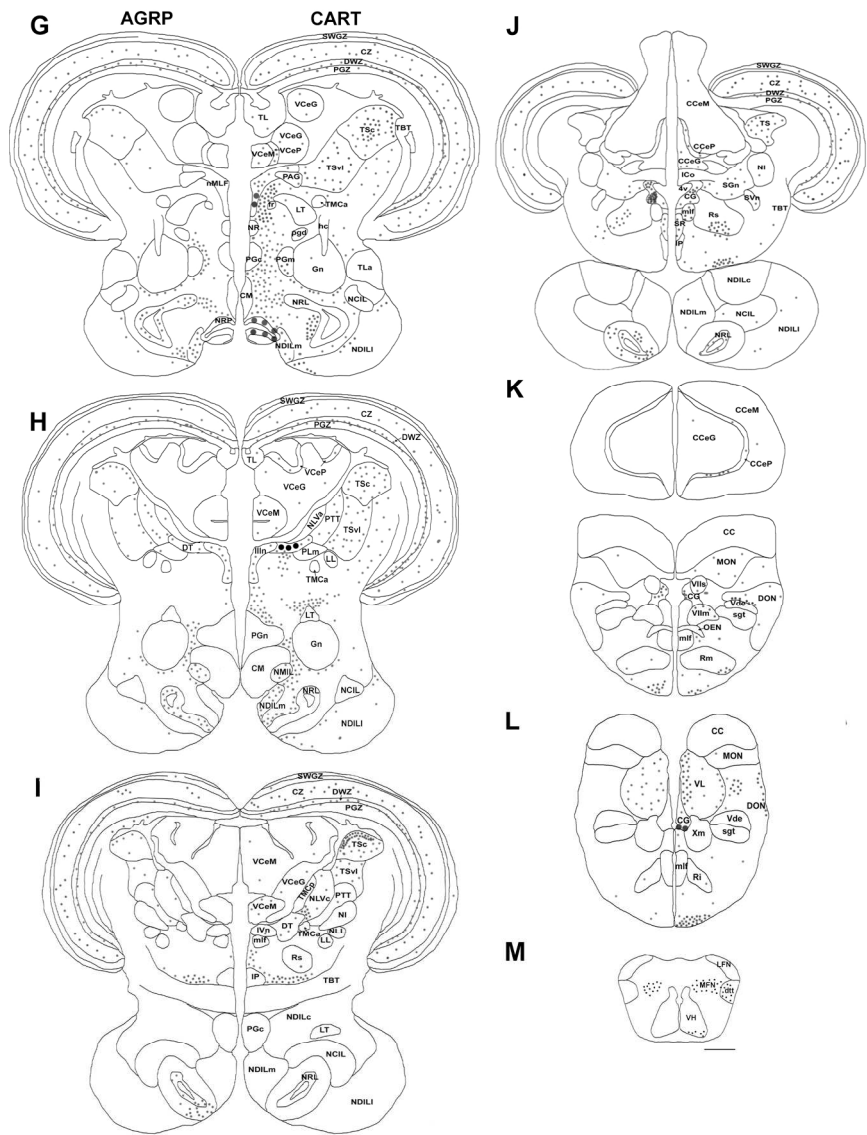 G
AGRP CART
SWGZ
CZ
DWZ
PGZ
TL
VCeG
TSc
TBT
VCeG
VCeP
VCeM
TSvl
PAG
nMLF
fr
LT
TMCa
NR
pgd
hc
PGc
PGm
Gn
TLa
CM
NRL
NCIL
NRP
NDILm
NDILl
H
SWGZ
CZ
PGZ
DWZ
TL
VCeP
VCeG
TSc
VCeM
NLVa
PTT
TSvl
DT
IIIn
PLm
LL
TMCa
LT
PGn
Gn
CM
NMIL
NRL
NCIL
NDILm
NDILl
I
SWGZ
CZ
DWZ
PGZ
TSc
VCeM
TSvl
VCeG
TMCp
NLVc
PTT
VCeM
NI
IVn
DT
TMCa
mlf
LL
Rs
IP
TBT
NDILc
PGc
LT
NCIL
NDILm
NRL
NDILl
J
SWGZ
CZ
DWZ
PGZ
CCeM
TS
CCeP
CCeG
NI
ICo
SGn
4v
CG
SVn
mlf
Rs
TBT
SR
IP
NDILc
NDILm
NCIL
NRL
NDILl
K
CCeM
CCeG
CCeP
CC
MON
VIIs
CG
DON
Vde
VIIm
sgt
OEN
mlf
Rm
L
CC
MON
VL
DON
CG
Vde
Xm
sgt
mlf
Ri
M
LFN
MFN
dtt
VH